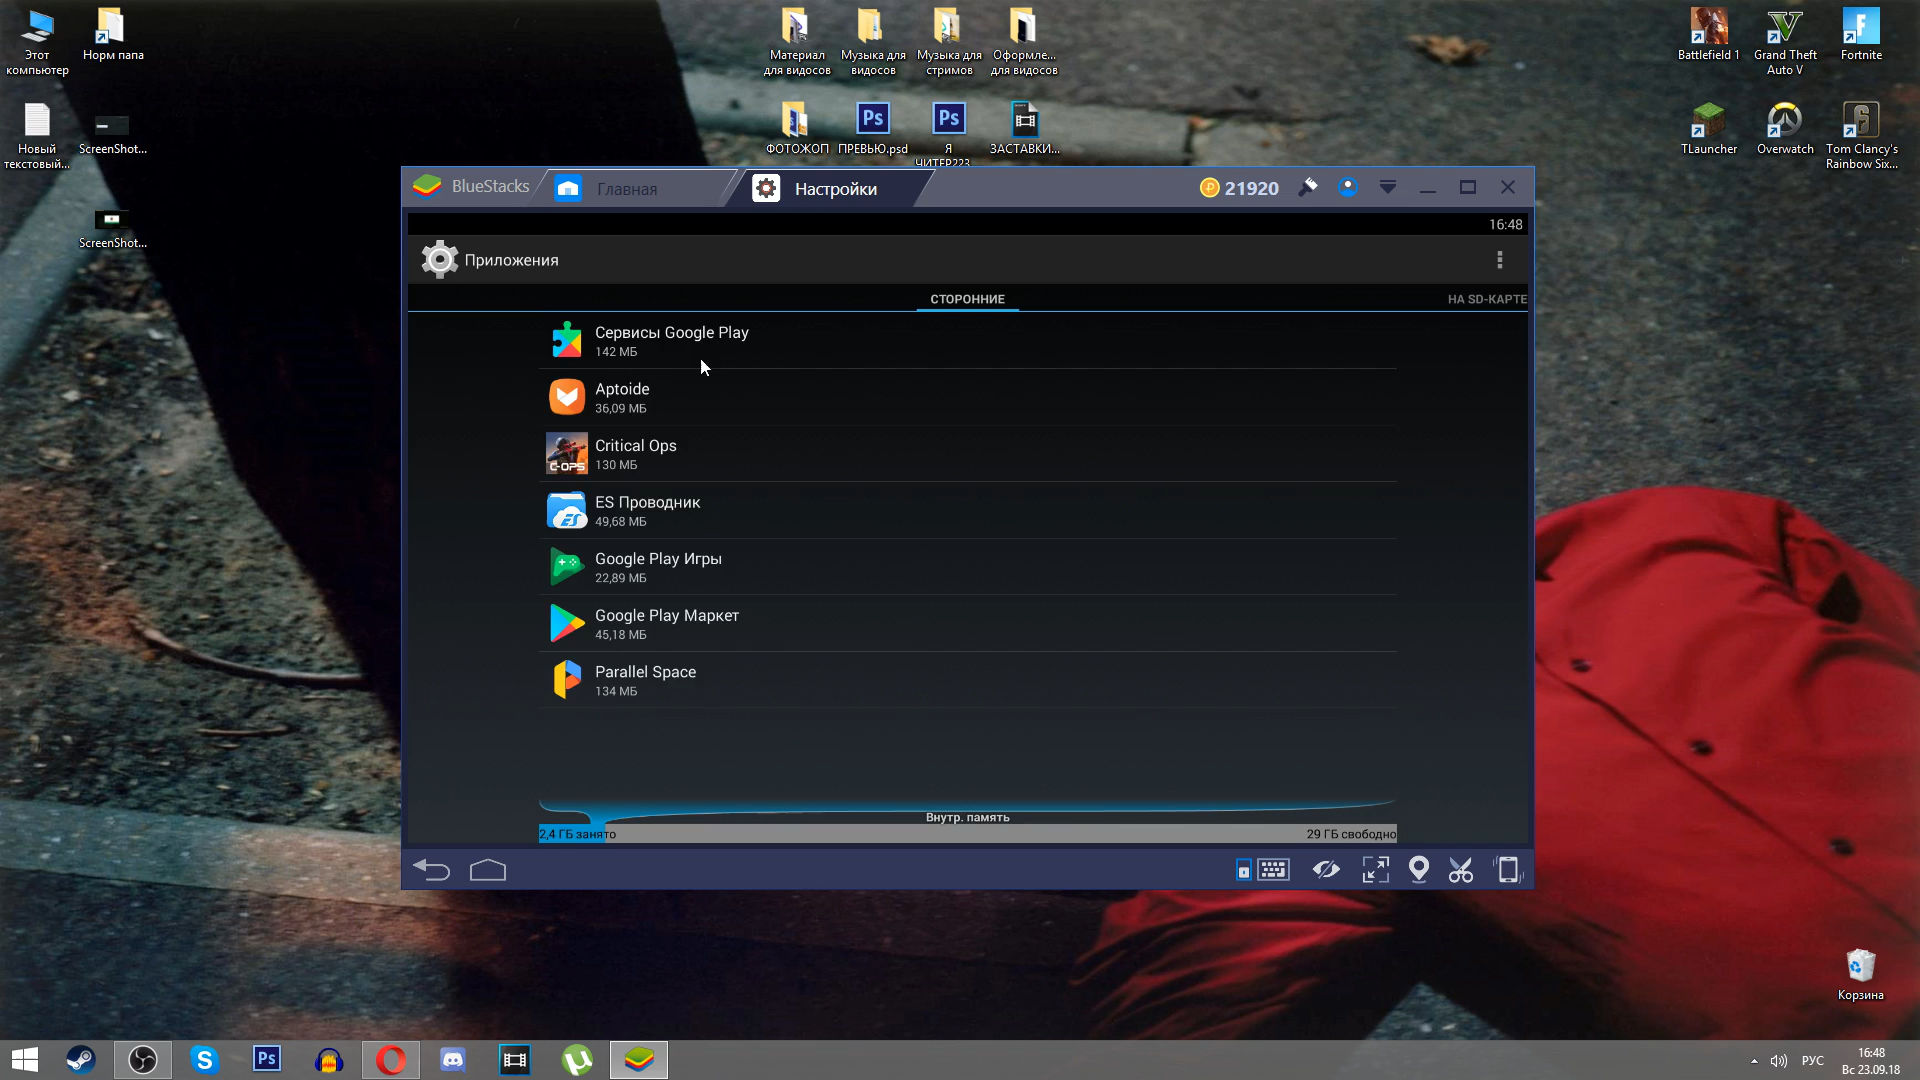 Этот
компьютер
Норм папа
Материал
для видосов
Музыка для
видосов
Музыка для
стримов
Оформле...
для видосов
Battlefield 1
Grand Theft
Auto V
Fortnite
Новый
текстовый...
ScreenShot...
ФОТОЖОП
Ps
ПРЕВЬЮ.psd
Ps
Я
ЧИТЕР223
ЗАСТАВКИ...
TLauncher
Overwatch
Tom Clancy's
Rainbow Six...
ScreenShot...
BlueStacks
Главная
Настройки
21920
16:48
Приложения
СТОРОННИЕ
НА SD-КАРТЕ
Сервисы Google Play
142 МБ
Aptoide
36,09 МБ
C-OPS
Critical Ops
130 МБ
ES
ES Проводник
49,68 МБ
Google Play Игры
22,89 МБ
Google Play Маркет
45,18 МБ
Parallel Space
134 МБ
Внутр. память
2,4 ГБ занято
29 ГБ свободно
Корзина
Ps
РУС
16:48
Вс 23.09.18